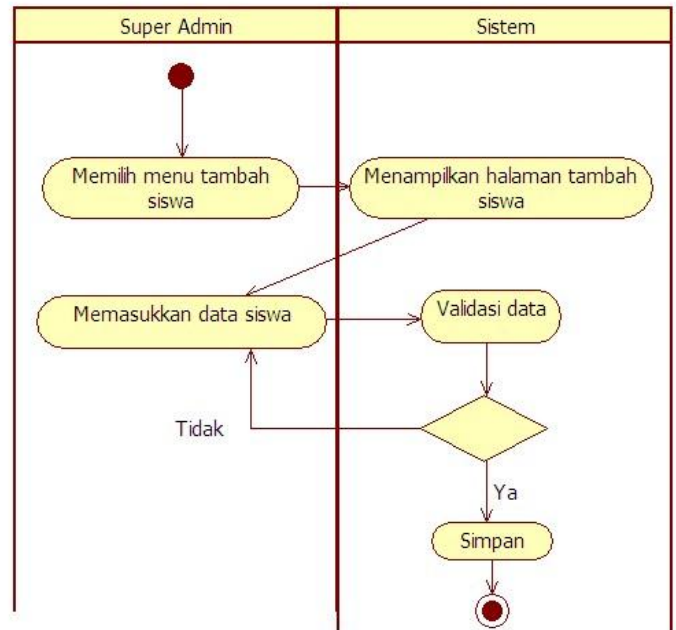 Super Admin
Sistem
Memilih menu tambah
siswa
Menampilkan halaman tambah
siswa
Memasukkan data siswa
Validasi data
Tidak
Ya
Simpan